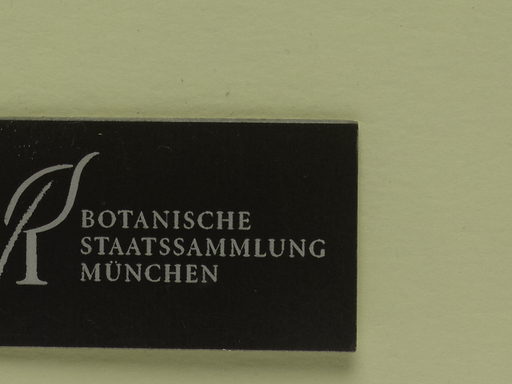 BOTANISCHE
STAATSSAMMLUNG
MÜNCHEN